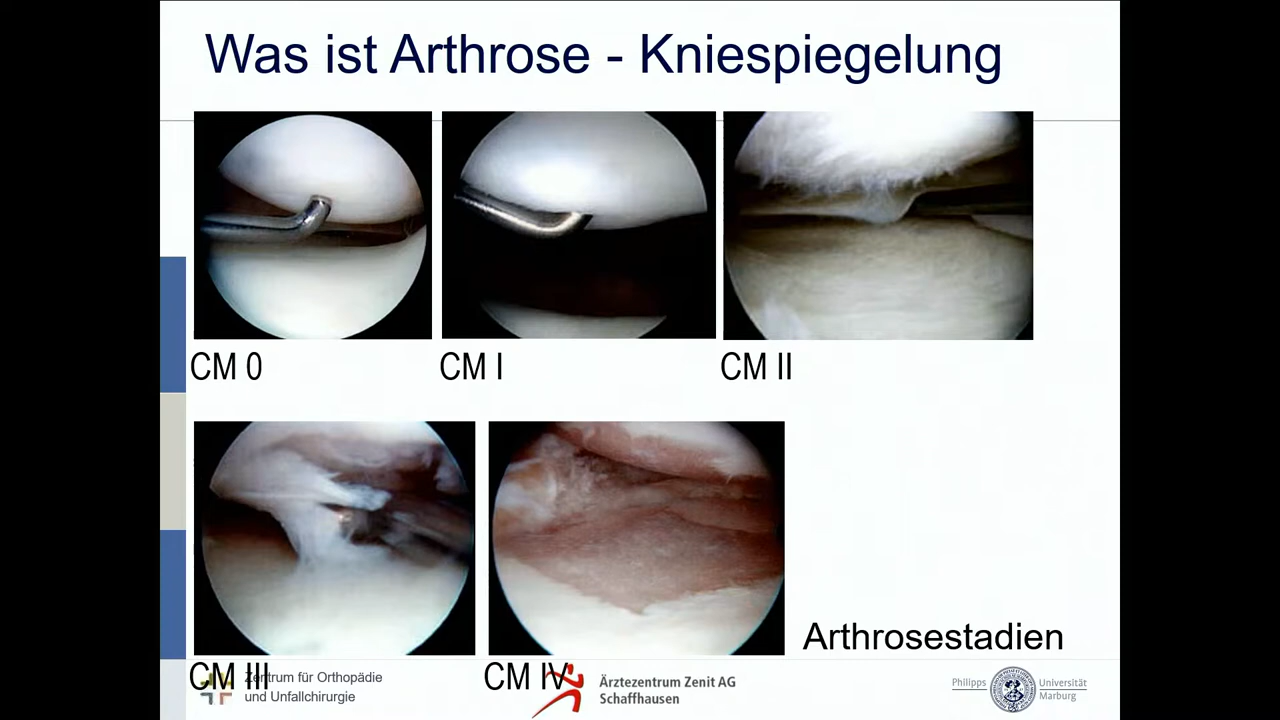 Was ist Arthrose - Kniespiegelung
CM 0
CM I
CM II
CM III
CM IV
Arthrosestadien
Zentrum für Orthopädie
und Unfallchirurgie
Ärztezentrum Zenit AG
Schaffhausen
Philipps
Universität
Marburg